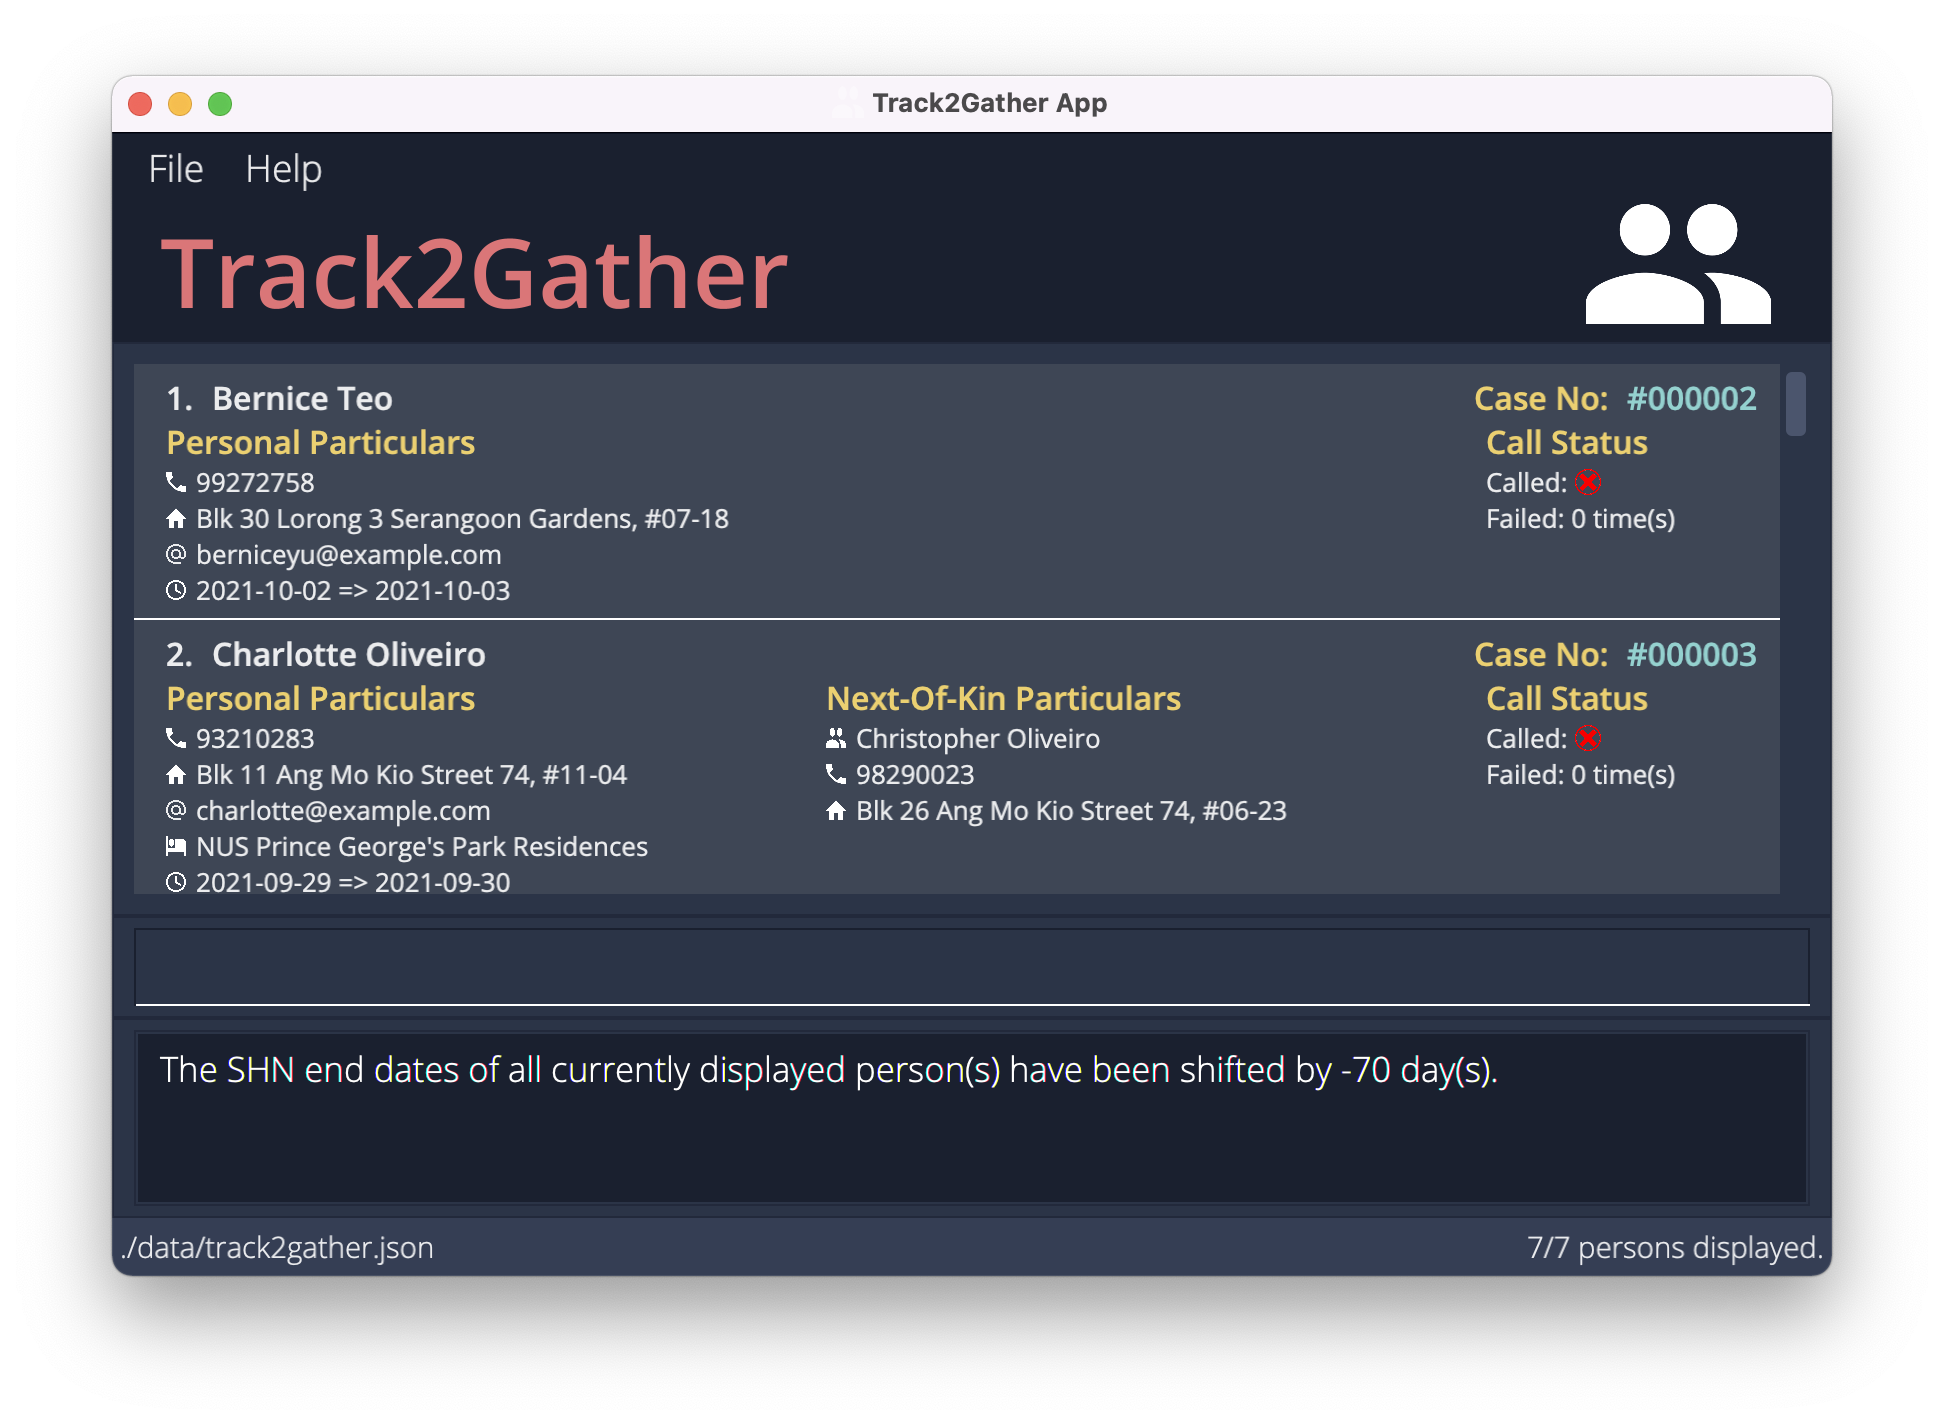 Track2Gather App
File Help
Track2Gather
1. Bernice Teo
Case No: #000002
Personal Particulars
Call Status
99272758
Called:
Blk 30 Lorong 3 Serangoon Gardens, #07-18
Failed: 0 time(s)
berniceyu@example.com
2021-10-02 => 2021-10-03
2. Charlotte Oliveiro
Case No: #000003
Personal Particulars
Next-Of-Kin Particulars
Call Status
93210283
Christopher Oliveiro
Called:
Blk 11 Ang Mo Kio Street 74, #11-04
98290023
Failed: 0 time(s)
charlotte@example.com
Blk 26 Ang Mo Kio Street 74, #06-23
NUS Prince George's Park Residences
2021-09-29 => 2021-09-30
The SHN end dates of all currently displayed person(s) have been shifted by -70 day(s).
./data/track2gather.json
7/7 persons displayed.